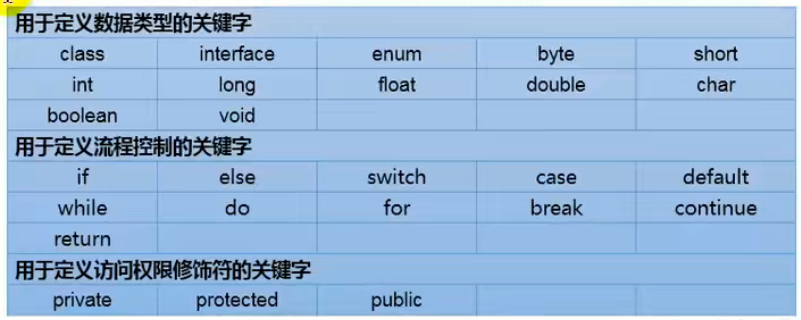 用于定义数据类型的关键字
class interface enum byte short
int long float double char
boolean void
用于定义流程控制的关键字
if else switch case default
while do for break continue
return
用于定义访问权限修饰符的关键字
private protected public